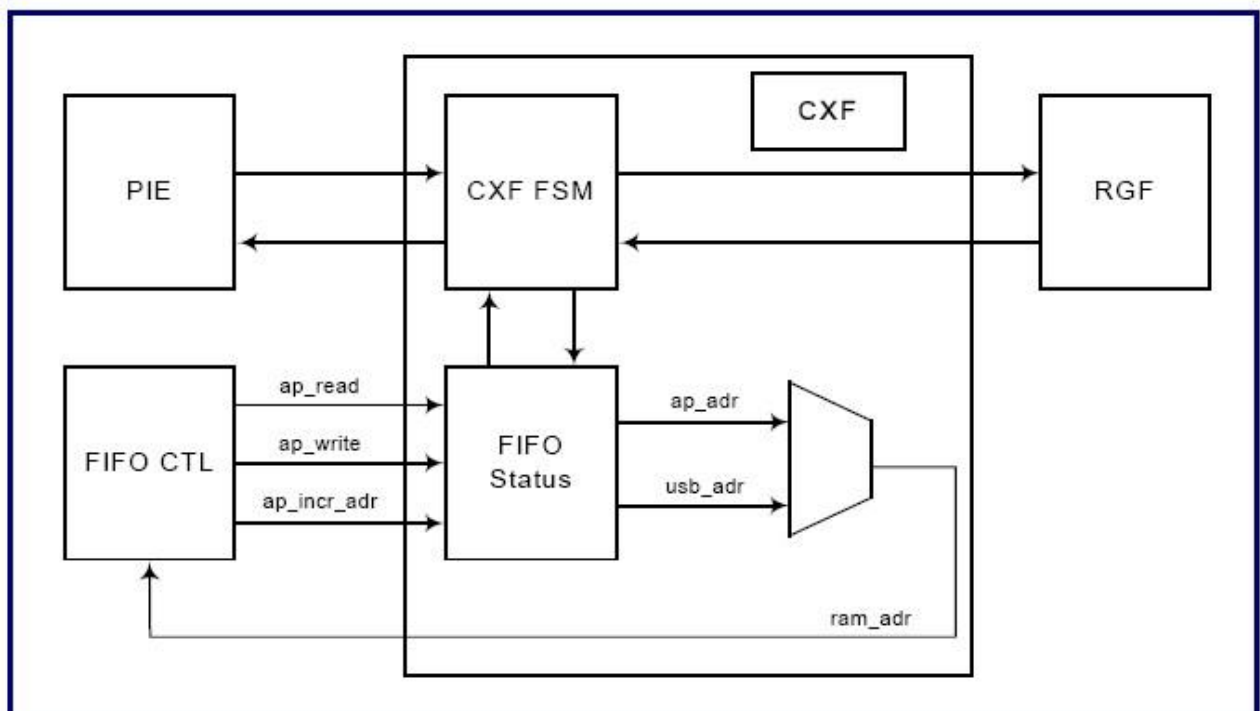 CXF
PIE
CXF FSM
RGF
ap_read
ap_adr
ap_write
FIFO CTL
FIFO
Status
usb_adr
ap_incr_adr
ram_adr